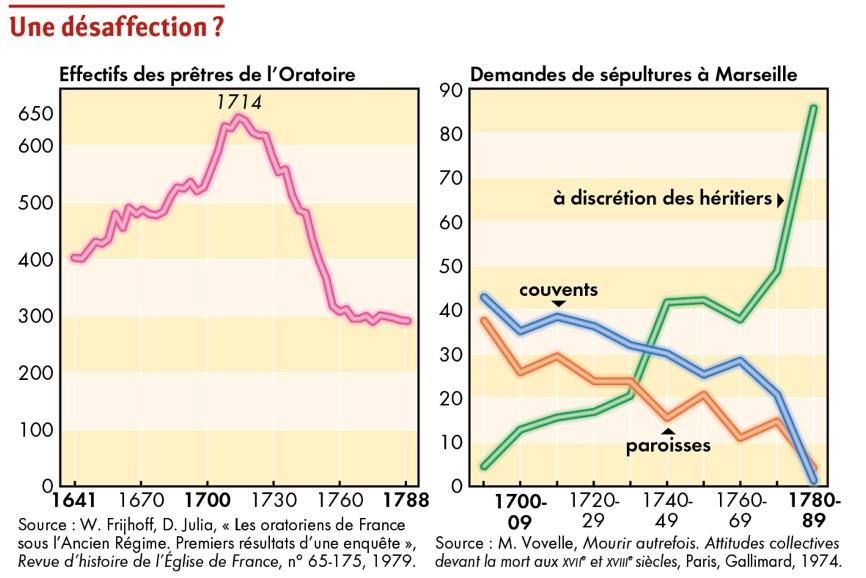 Une désaffection ?
Effectifs des prêtres de l'Oratoire
1714
650
600
500
400
300
200
100
0
1641 1670 1700 1730 1760 1788
Source : W. Frijhoff, D. Julia, « Les oratoriens de France
sous l'Ancien Régime. Premiers résultats d'une enquête »,
Revue d'histoire de l'Église de France, n° 65-175, 1979.
Demandes de sépultures à Marseille
90
80
70
60
50
40
30
20
10
0
à discrétion des héritiers
couvents
paroisses
1700-
09
1720-
29
1740-
49
1760-
69
1780-
89
Source : M. Vovelle, Mourir autrefois. Attitudes collectives
devant la mort aux XVIIe et XVIIIe siècles, Paris, Gallimard, 1974.